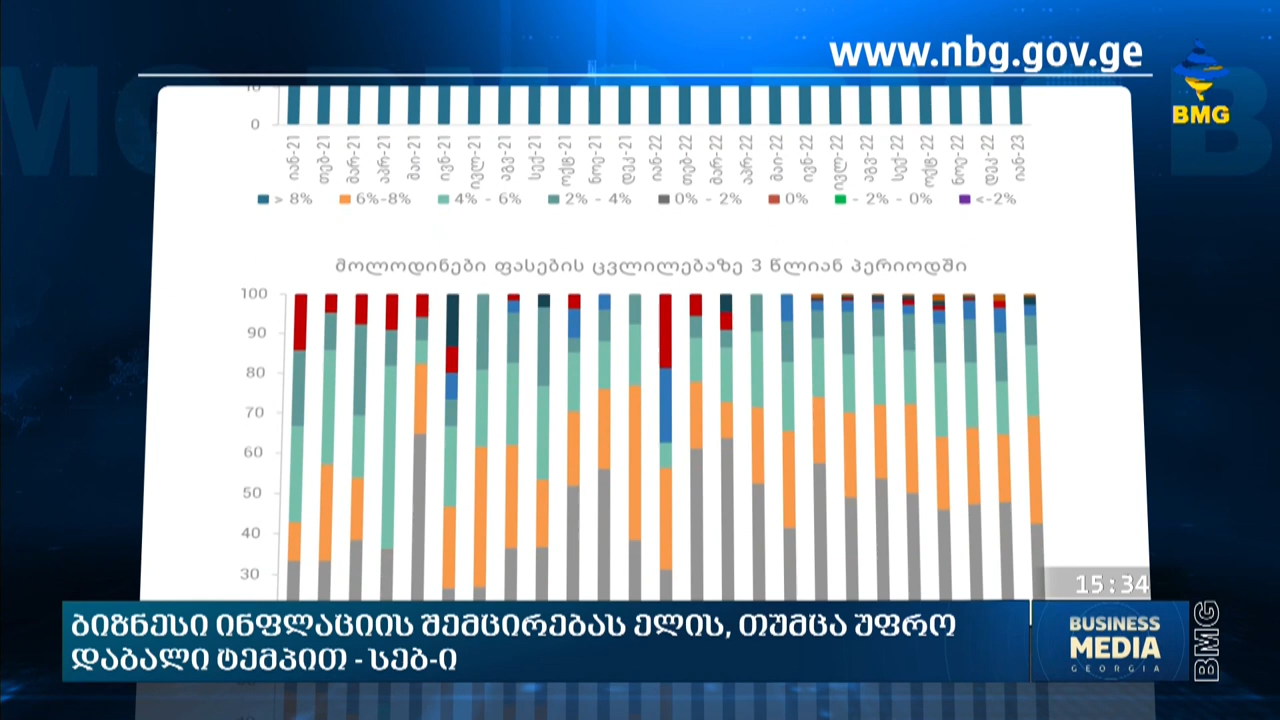 www.nbg.gov.ge
BMG
10
0
იან-21 თებ-21 მარ-21 აპრ-21 მაი-21 ივნ-21 ივლ-21 აგვ-21 სექ-21 ოქტ-21 ნოე-21 დეკ-21 იან-22 თებ-22 მარ-22 აპრ-22 მაი-22 ივნ-22 ივლ-22 აგვ-22 სექ-22 ოქტ-22 ნოე-22 დეკ-22 იან-23
> 8% 6%-8% 4% - 6% 2% - 4% 0% - 2% 0% - 2% - 0% <-2%
მოლოდინები ფასების ცვლილებაზე 3 წლიან პერიოდში
100
90
80
70
60
50
40
30
15:34
ბიზნესი ინფლაციის შემცირებას ელის, თუმცა უფრო
დაბალი ტემპით - სებ-ი
BUSINESS
MEDIA
GEORGIA
BMG